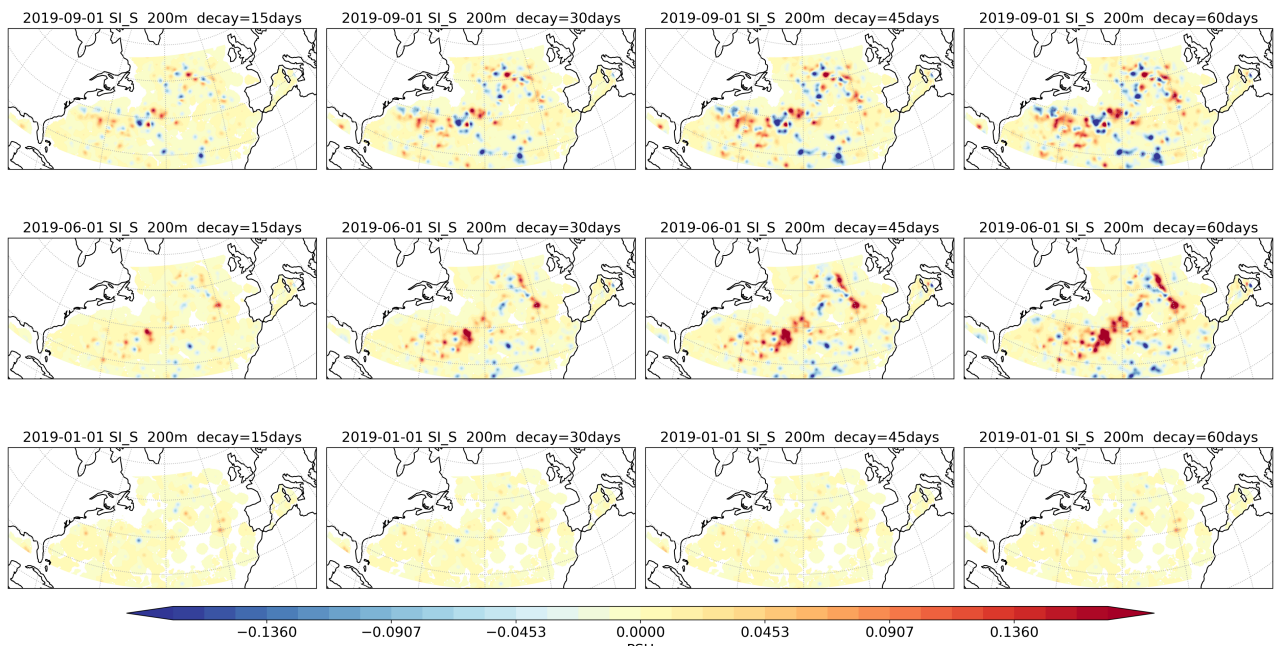 2019-09-01 SI_S 200m decay=15days
2019-09-01 SI_S 200m decay=30days
2019-09-01 SI_S 200m decay=45days
2019-09-01 SI_S 200m decay=60days
2019-06-01 SI_S 200m decay=15days
2019-06-01 SI_S 200m decay=30days
2019-06-01 SI_S 200m decay=45days
2019-06-01 SI_S 200m decay=60days
2019-01-01 SI_S 200m decay=15days
2019-01-01 SI_S 200m decay=30days
2019-01-01 SI_S 200m decay=45days
2019-01-01 SI_S 200m decay=60days
−0.1360 −0.0907 −0.0453 0.0000 0.0453 0.0907 0.1360